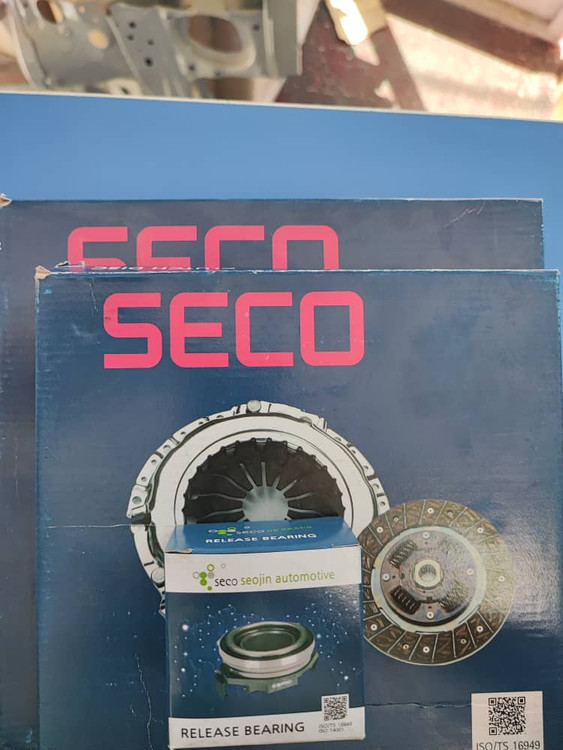 SECO
SECO
RELEASE BEARING
seco seojin automotive
RELEASE BEARING
ISO/TS 16949
ISO 14001
ISO/TS 16949